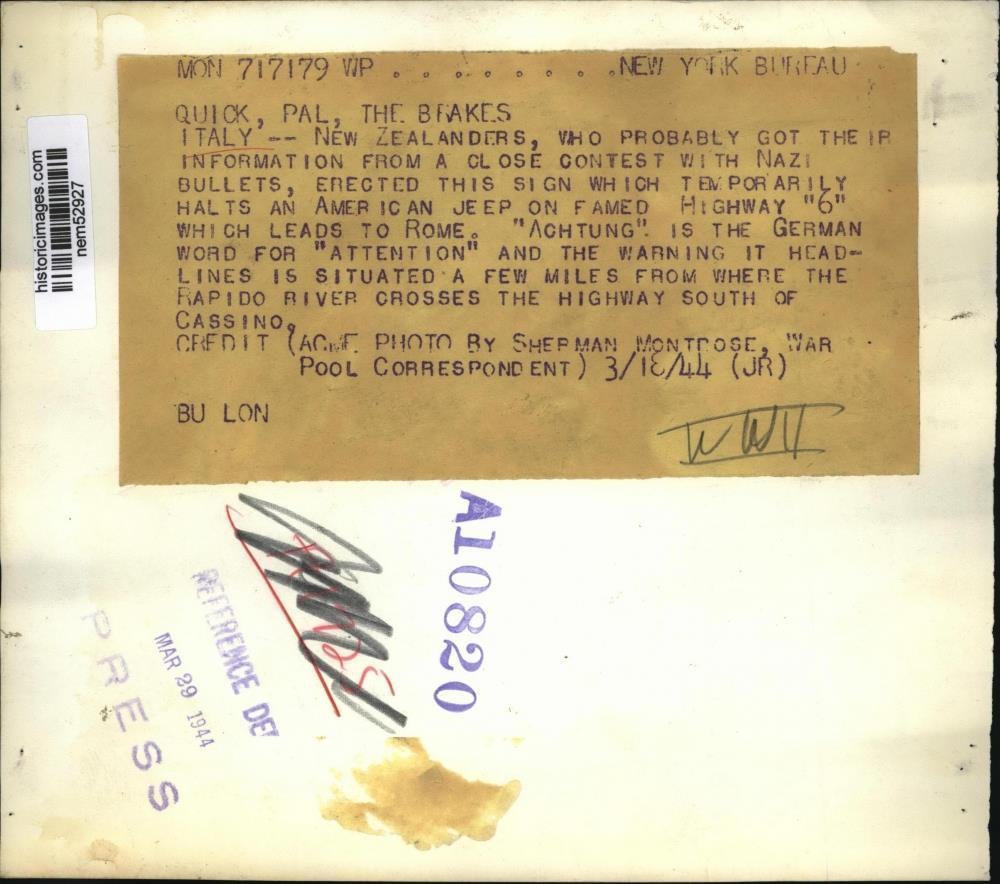 MON 717179 WP . . . . . . . . .NEW YORK BUREAU
QUICK, PAL, THE BRAKES
ITALY -- NEW ZEALANDERS, WHO PROBABLY GOT THEIR
INFORMATION FROM A CLOSE CONTEST WITH NAZI
BULLETS, ERECTED THIS SIGN WHICH TEMPORARILY
HALTS AN AMERICAN JEEP ON FAMED HIGHWAY "6"
WHICH LEADS TO ROME. "ACHTUNG". IS THE GERMAN
WORD FOR "ATTENTION" AND THE WARNING IT HEAD-
LINES IS SITUATED A FEW MILES FROM WHERE THE
RAPIDO RIVER CROSSES THE HIGHWAY SOUTH OF
CASSINO.
CREDIT (ACME PHOTO BY SHERMAN MONTROSE, WAR
POOL CORRESPONDENT) 3/18/44 (JR)
BU LON
WWII
historicimages.com
nem52927
A10820
REFERENCE DE
MAR 29 1944
PRESS